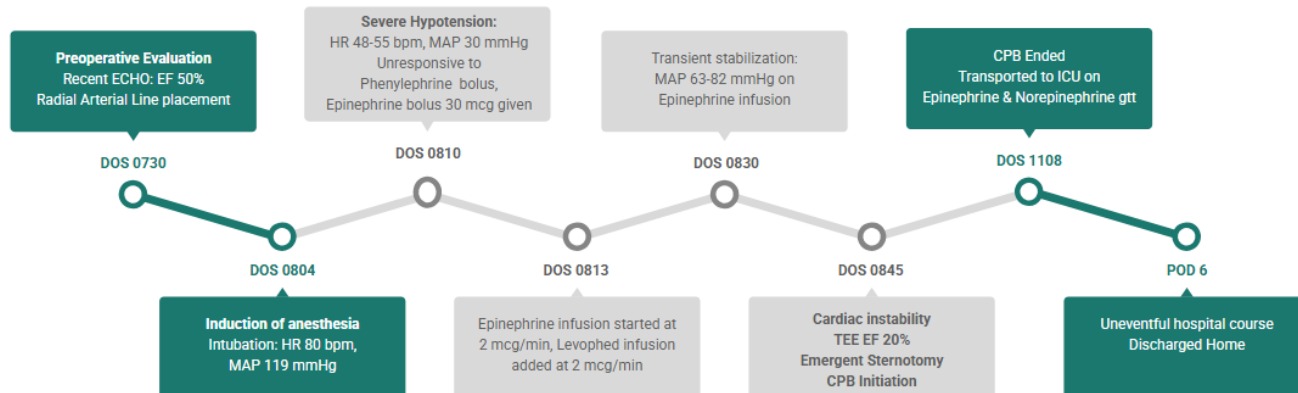 Preoperative Evaluation
Recent ECHO: EF 50%
Radial Arterial Line placement
DOS 0730
DOS 0804
Induction of anesthesia
Intubation: HR 80 bpm,
MAP 119 mmHg
Severe Hypotension:
HR 48-55 bpm, MAP 30 mmHg
Unresponsive to
Phenylephrine bolus,
Epinephrine bolus 30 mcg given
DOS 0810
DOS 0813
Epinephrine infusion started at
2 mcg/min, Levophed infusion
added at 2 mcg/min
Transient stabilization:
MAP 63-82 mmHg on
Epinephrine infusion
DOS 0830
DOS 0845
Cardiac instability
TEE EF 20%
Emergent Sternotomy
CPB Initiation
CPB Ended
Transported to ICU on
Epinephrine & Norepinephrine gtt
DOS 1108
POD 6
Uneventful hospital course
Discharged Home